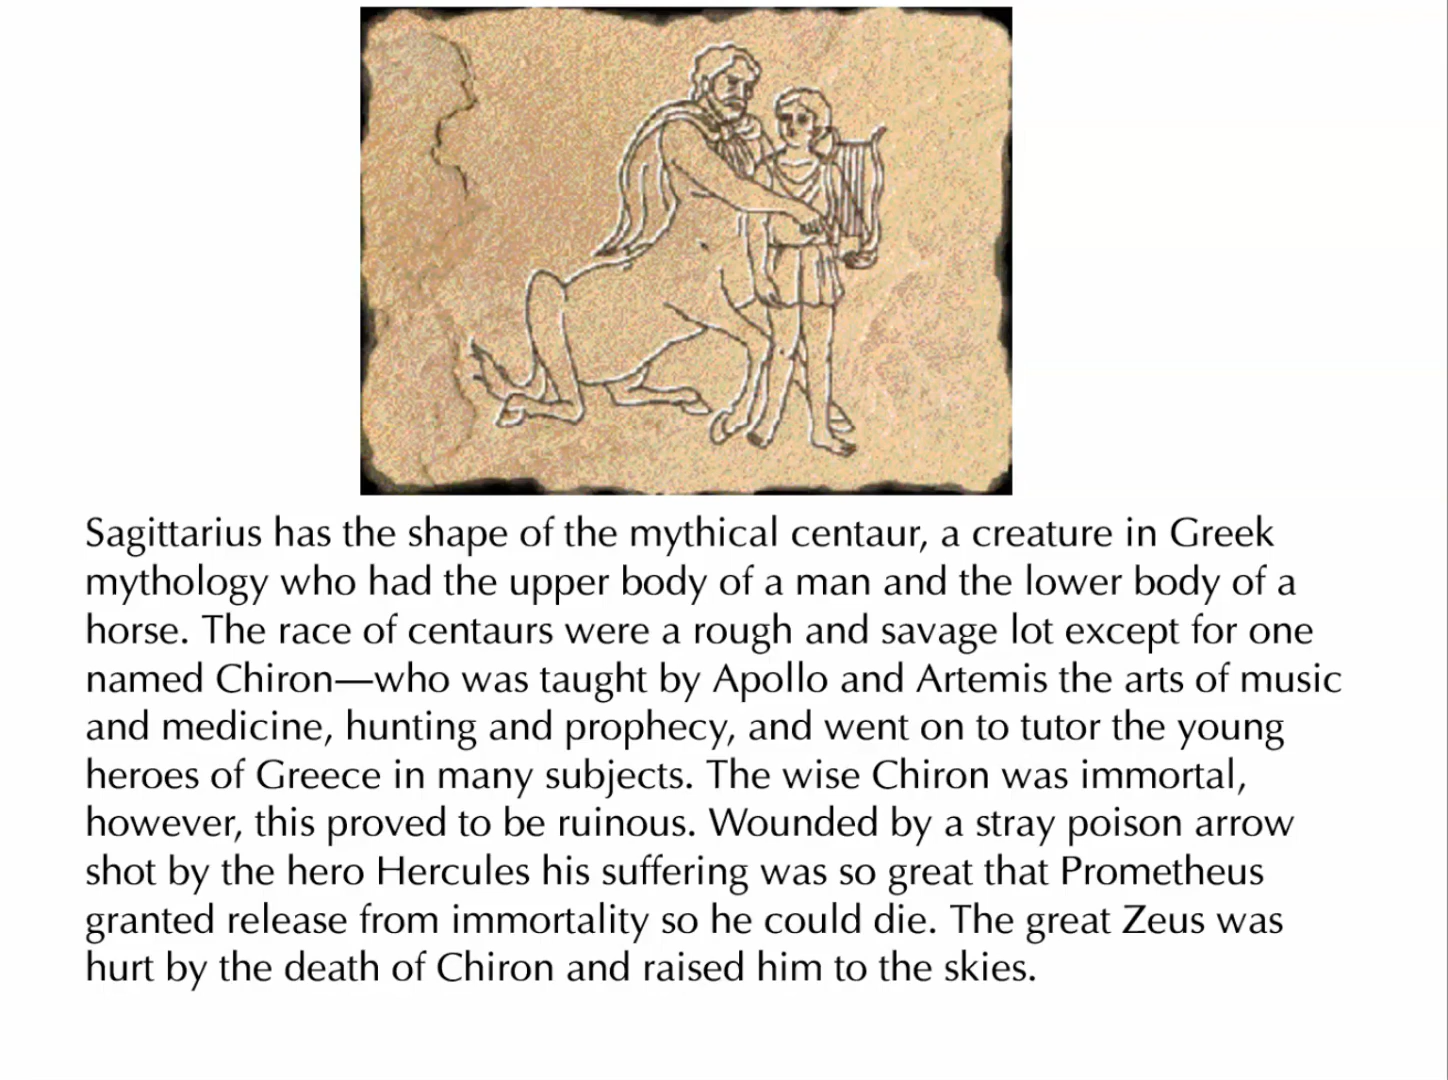 Sagittarius has the shape of the mythical centaur, a creature in Greek
mythology who had the upper body of a man and the lower body of a
horse. The race of centaurs were a rough and savage lot except for one
named Chiron—who was taught by Apollo and Artemis the arts of music
and medicine, hunting and prophecy, and went on to tutor the young
heroes of Greece in many subjects. The wise Chiron was immortal,
however, this proved to be ruinous. Wounded by a stray poison arrow
shot by the hero Hercules his suffering was so great that Prometheus
granted release from immortality so he could die. The great Zeus was
hurt by the death of Chiron and raised him to the skies.